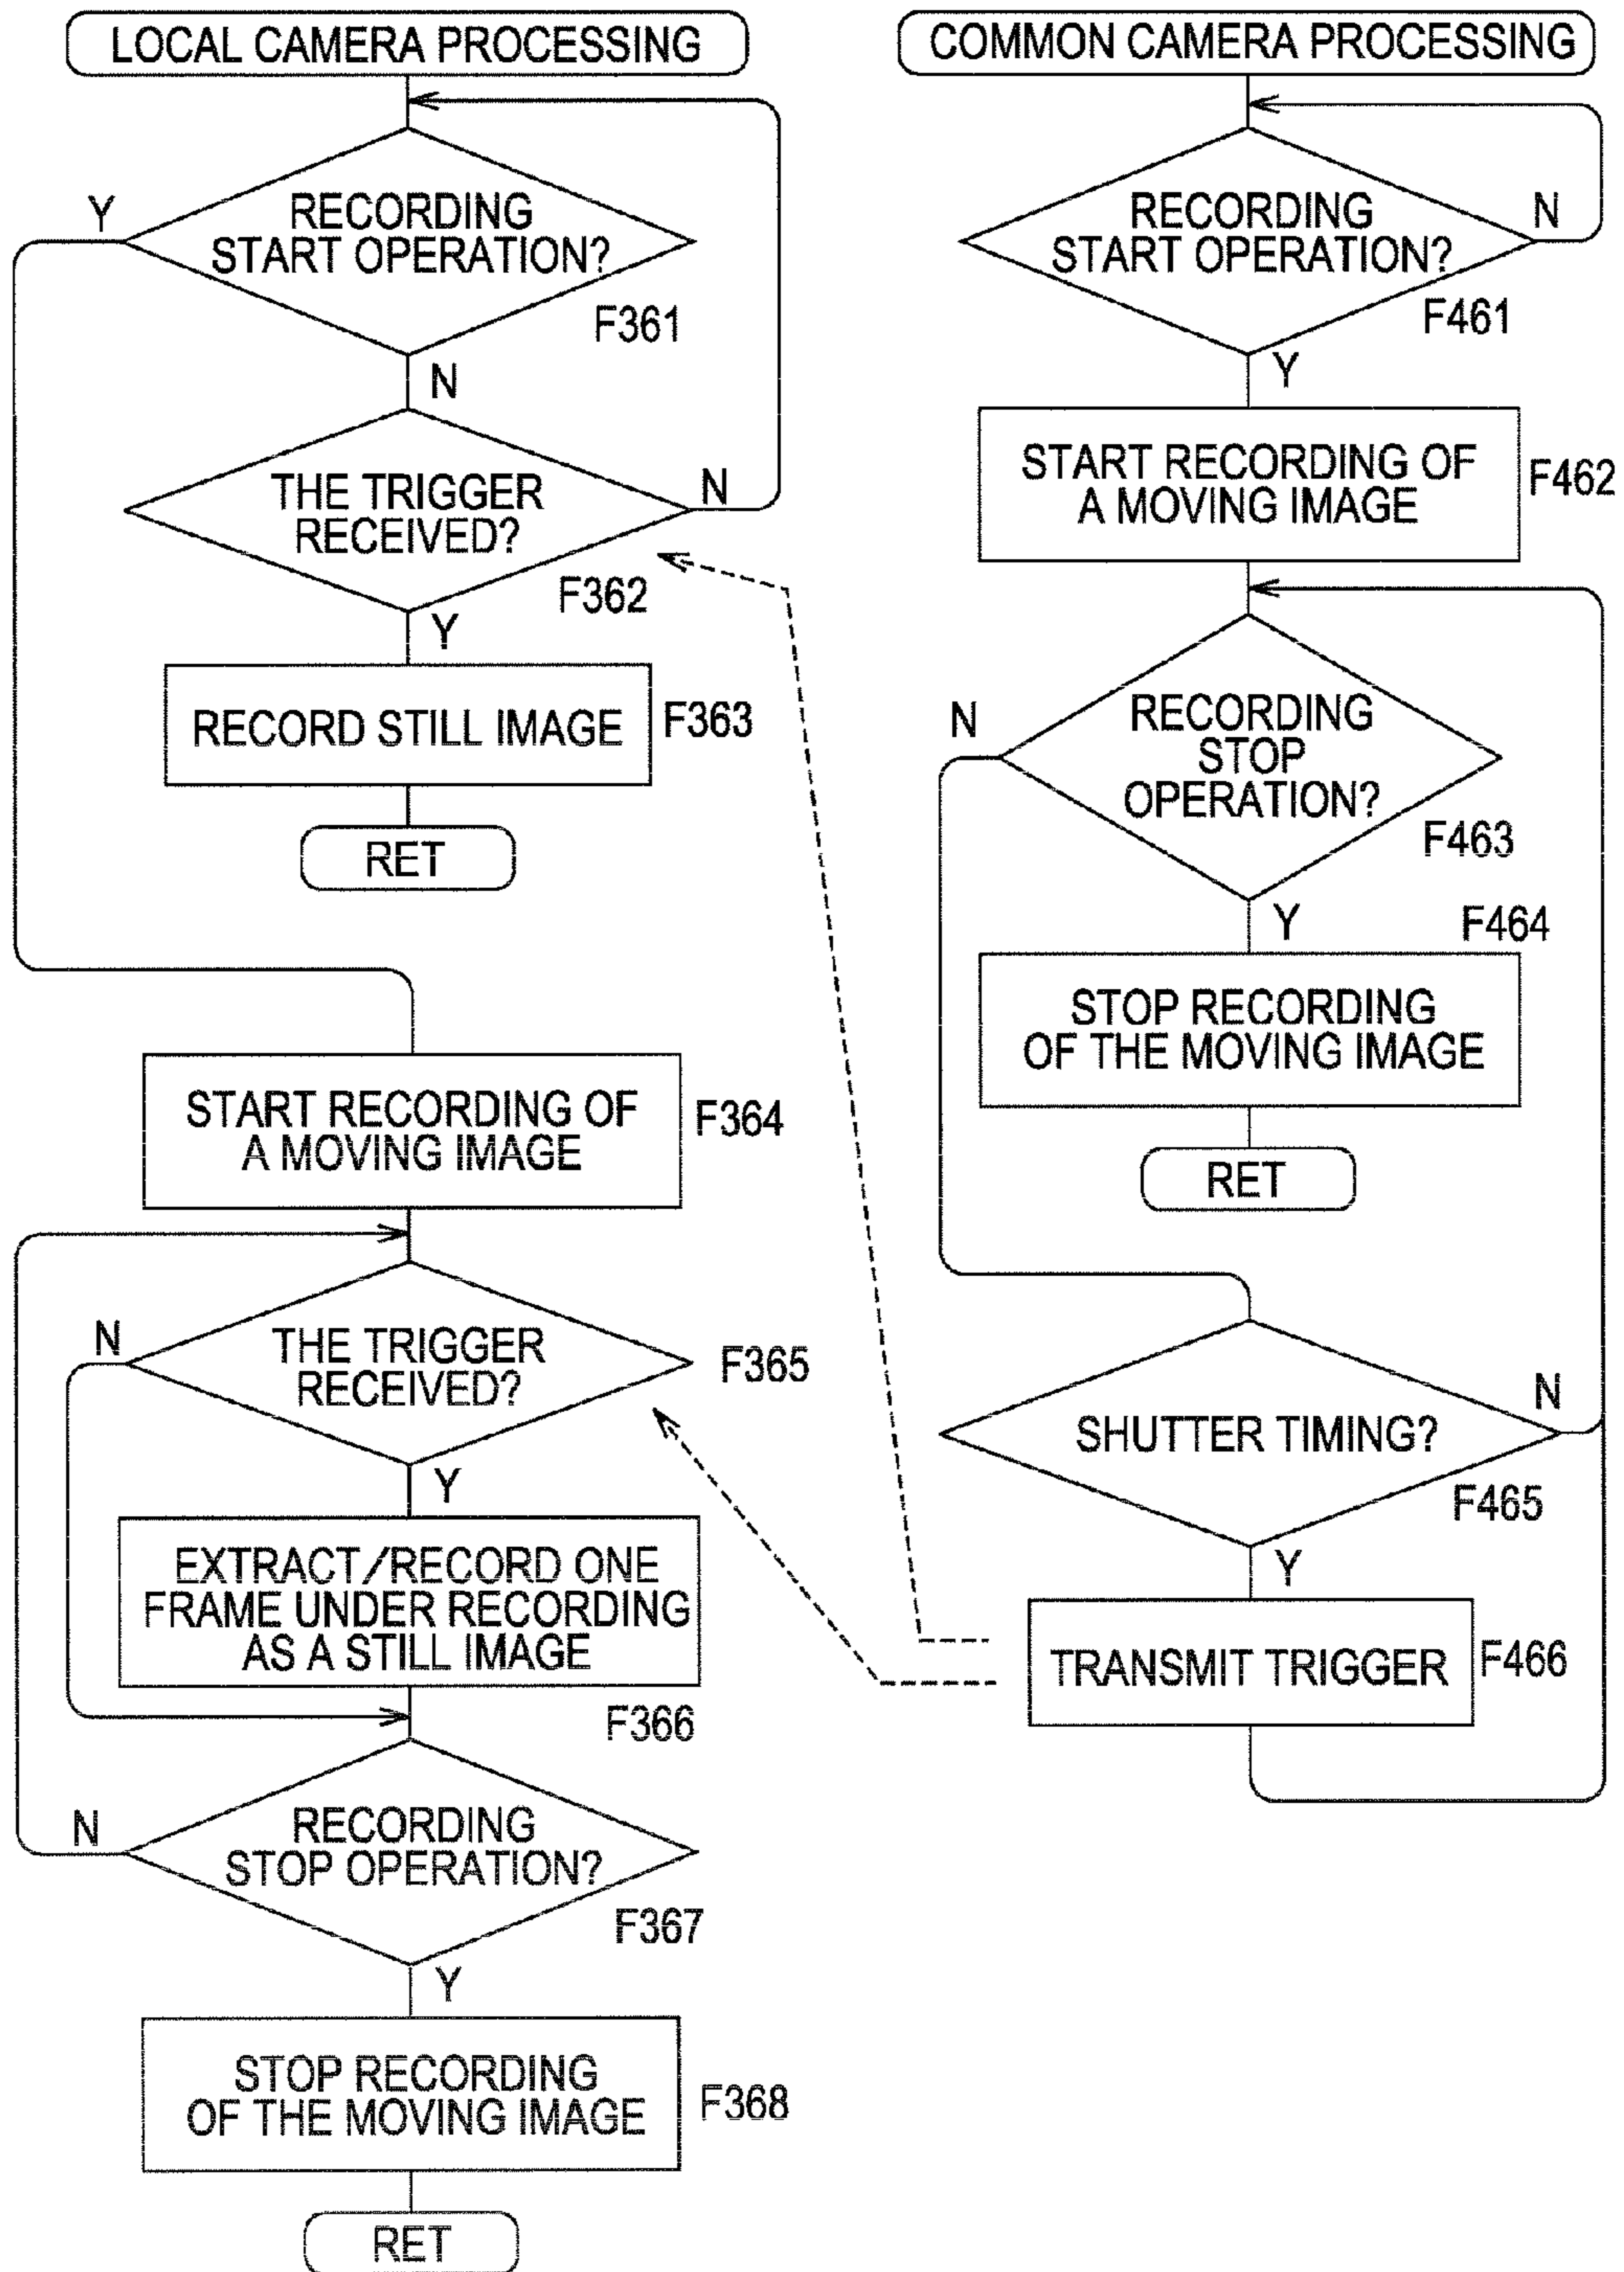 LOCAL CAMERA PROCESSING
Y
RECORDING
START OPERATION?
F361
N
THE TRIGGER
RECEIVED?
N
F362
Y
RECORD STILL IMAGE
F363
RET
START RECORDING OF
A MOVING IMAGE
F364
N
THE TRIGGER
RECEIVED?
F365
Y
EXTRACT/RECORD ONE
FRAME UNDER RECORDING
AS A STILL IMAGE
F366
N
RECORDING
STOP OPERATION?
F367
Y
STOP RECORDING
OF THE MOVING IMAGE
F368
RET
COMMON CAMERA PROCESSING
RECORDING
START OPERATION?
N
F461
Y
START RECORDING OF
A MOVING IMAGE
F462
N
RECORDING
STOP
OPERATION?
F463
Y
F464
STOP RECORDING
OF THE MOVING IMAGE
RET
SHUTTER TIMING?
N
F465
Y
TRANSMIT TRIGGER
F466